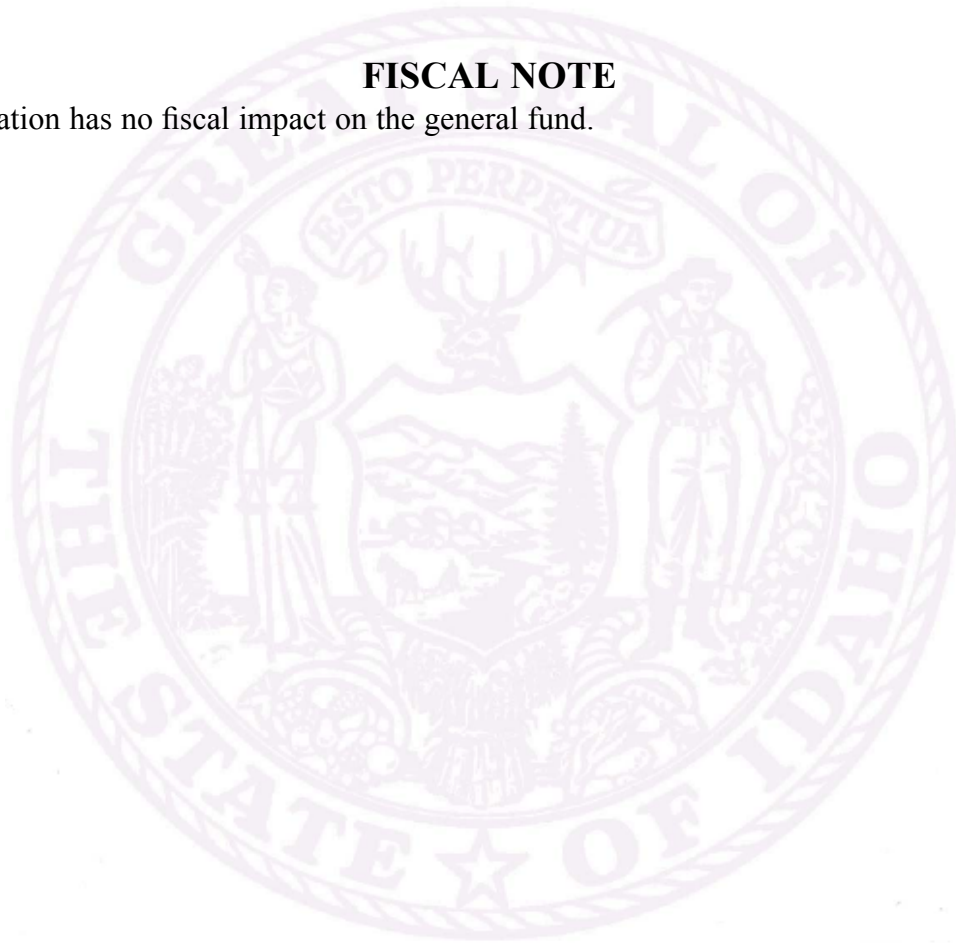 FISCAL NOTE
ation has no fiscal impact on the general fund.
GREAT SEAL OF
ESTO PERPETUA
THE STATE OF IDAHO